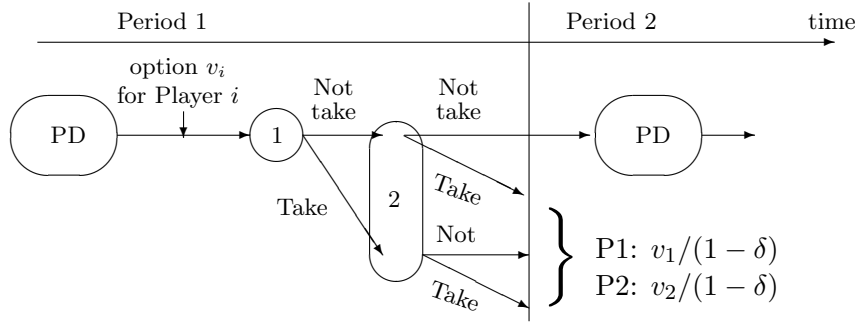 Period 1
Period 2
time
option v_i
for Player i
Not
take
Not
take
PD
1
PD
2
Take
Take
Not
Take
P1: v_1/(1 − δ)
P2: v_2/(1 − δ)